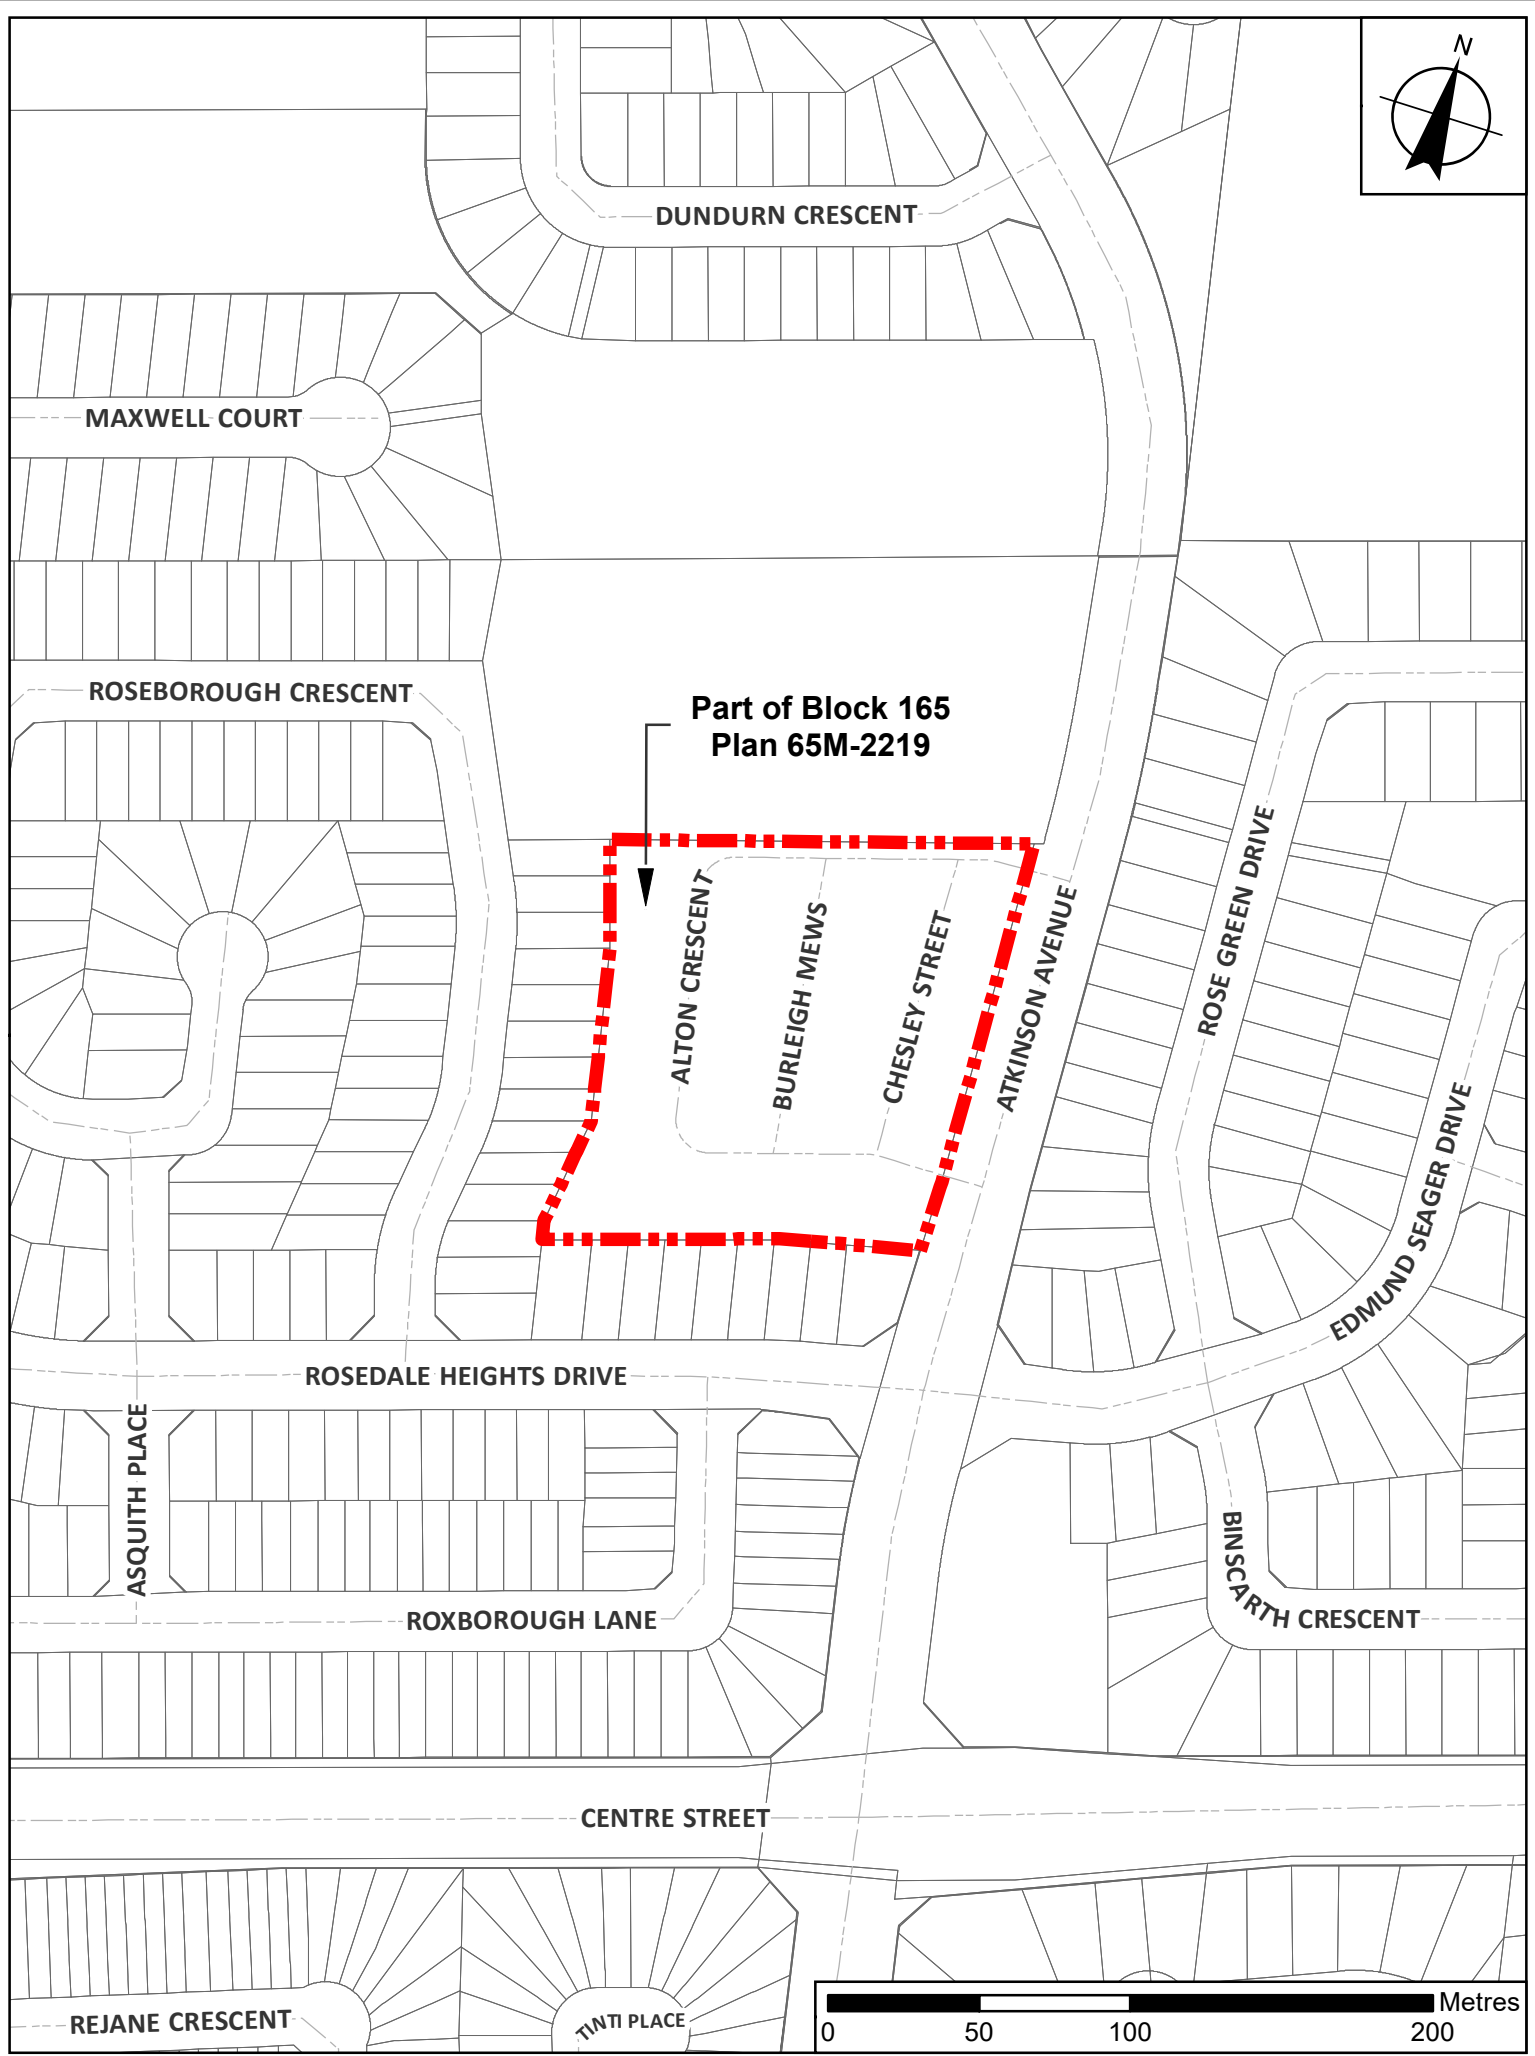 N
DUNDURN CRESCENT
MAXWELL COURT
ROSEBOROUGH CRESCENT
Part of Block 165
Plan 65M-2219
ALTON CRESCENT
BURLEIGH MEWS
CHESLEY STREET
ATKINSON AVENUE
ROSE GREEN DRIVE
EDMUND SEAGER DRIVE
ROSEDALE HEIGHTS DRIVE
ASQUITH PLACE
ROXBOROUGH LANE
BINSCARTH CRESCENT
CENTRE STREET
REJANE CRESCENT
TINTI PLACE
Metres
0 50 100 200